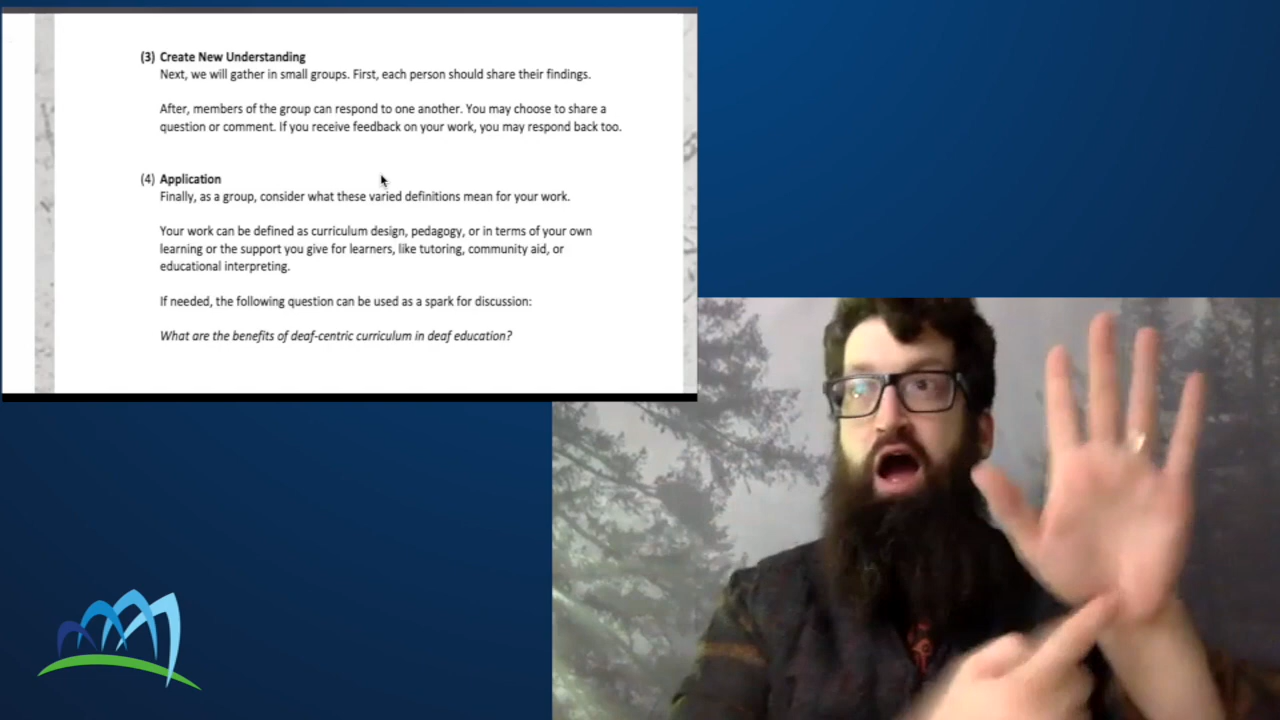 (3) Create New Understanding
Next, we will gather in small groups. First, each person should share their findings.
After, members of the group can respond to one another. You may choose to share a
question or comment. If you receive feedback on your work, you may respond back too.
(4) Application
Finally, as a group, consider what these varied definitions mean for your work.
Your work can be defined as curriculum design, pedagogy, or in terms of your own
learning or the support you give for learners, like tutoring, community aid, or
educational interpreting.
If needed, the following question can be used as a spark for discussion:
What are the benefits of deaf-centric curriculum in deaf education?